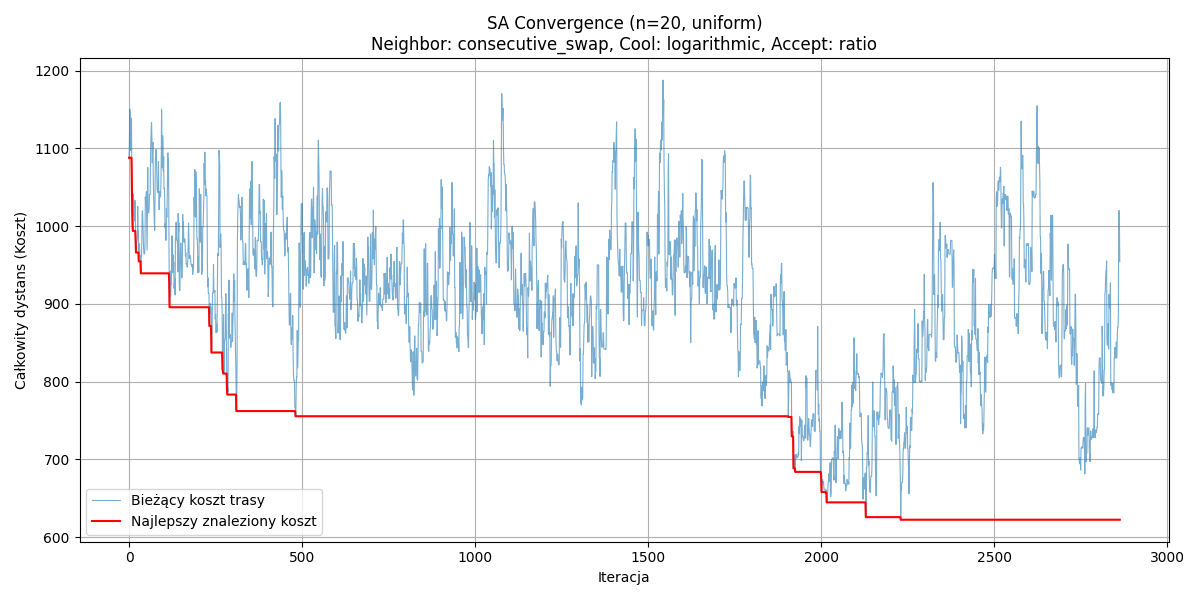 SA Convergence (n=20, uniform)
Neighbor: consecutive_swap, Cool: logarithmic, Accept: ratio
Całkowity dystans (Koszt)
1200
1100
1000
900
800
700
600
Bieżący koszt trasy
Najlepszy znaleziony koszt
0
500
1000
1500
2000
2500
3000
Iteracja